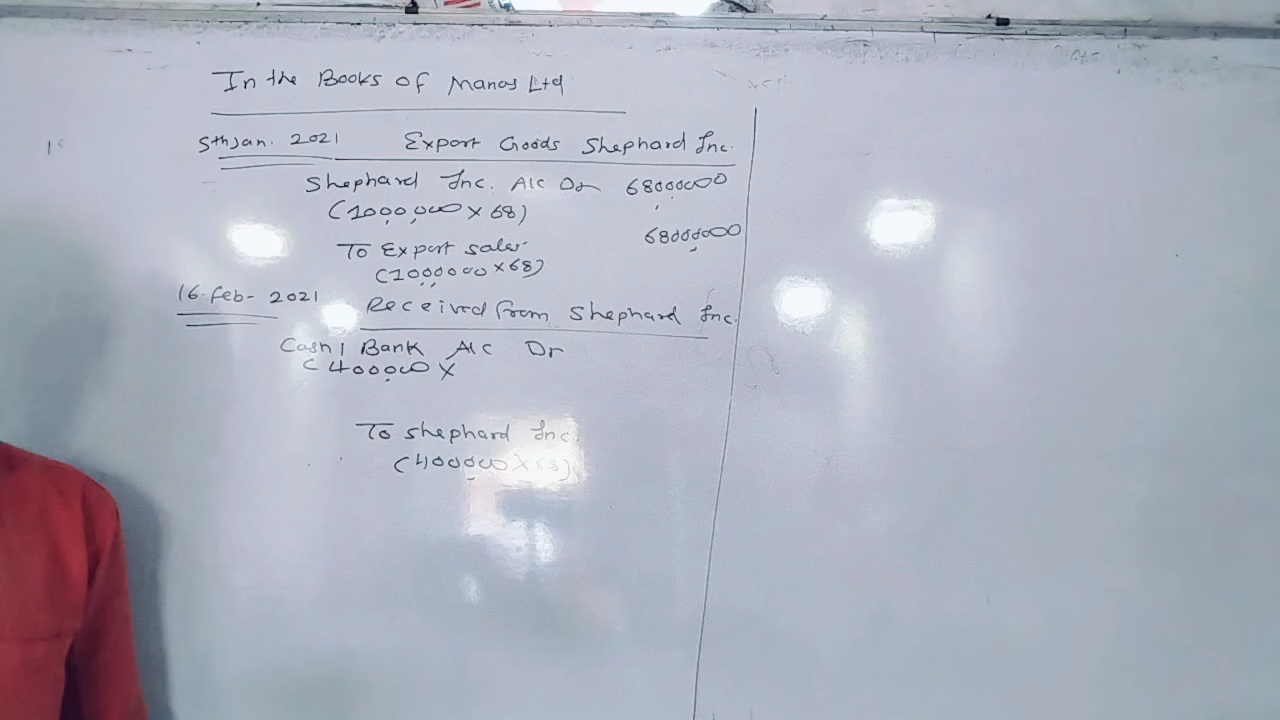 In the Books of Manas Ltd
5th Jan. 2021 Export Goods Shephard Inc.
Shephard Inc. A/c Dr 68000000
(1000,000 X 68)
68000000
To Export sales
(1000000 X 68)
16. Feb - 2021 Received from Shephard Inc.
Cash / Bank A/c Dr
(400000 X
To Shephard Inc.
(400000 X